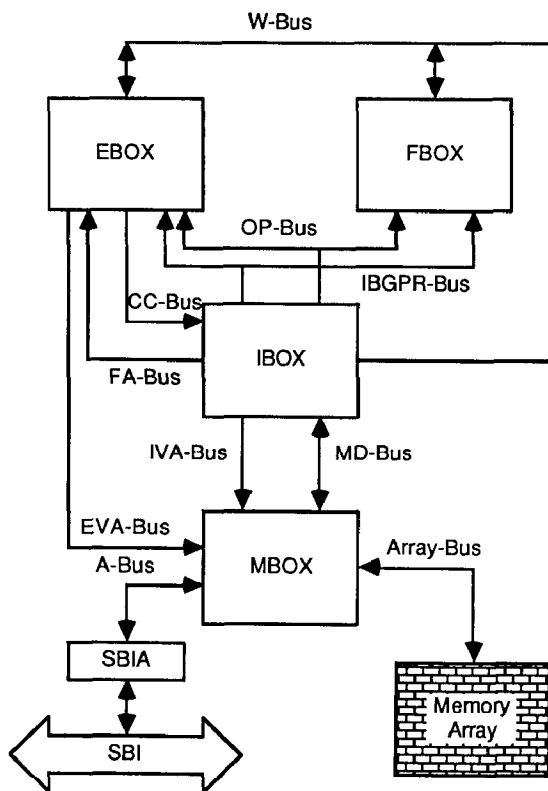 W-Bus
EBOX
FBOX
OP-Bus
IBGPR-Bus
CC-Bus
IBOX
FA-Bus
IVA-Bus
MD-Bus
EVA-Bus
A-Bus
MBOX
Array-Bus
SBIA
Memory
Array
SBI